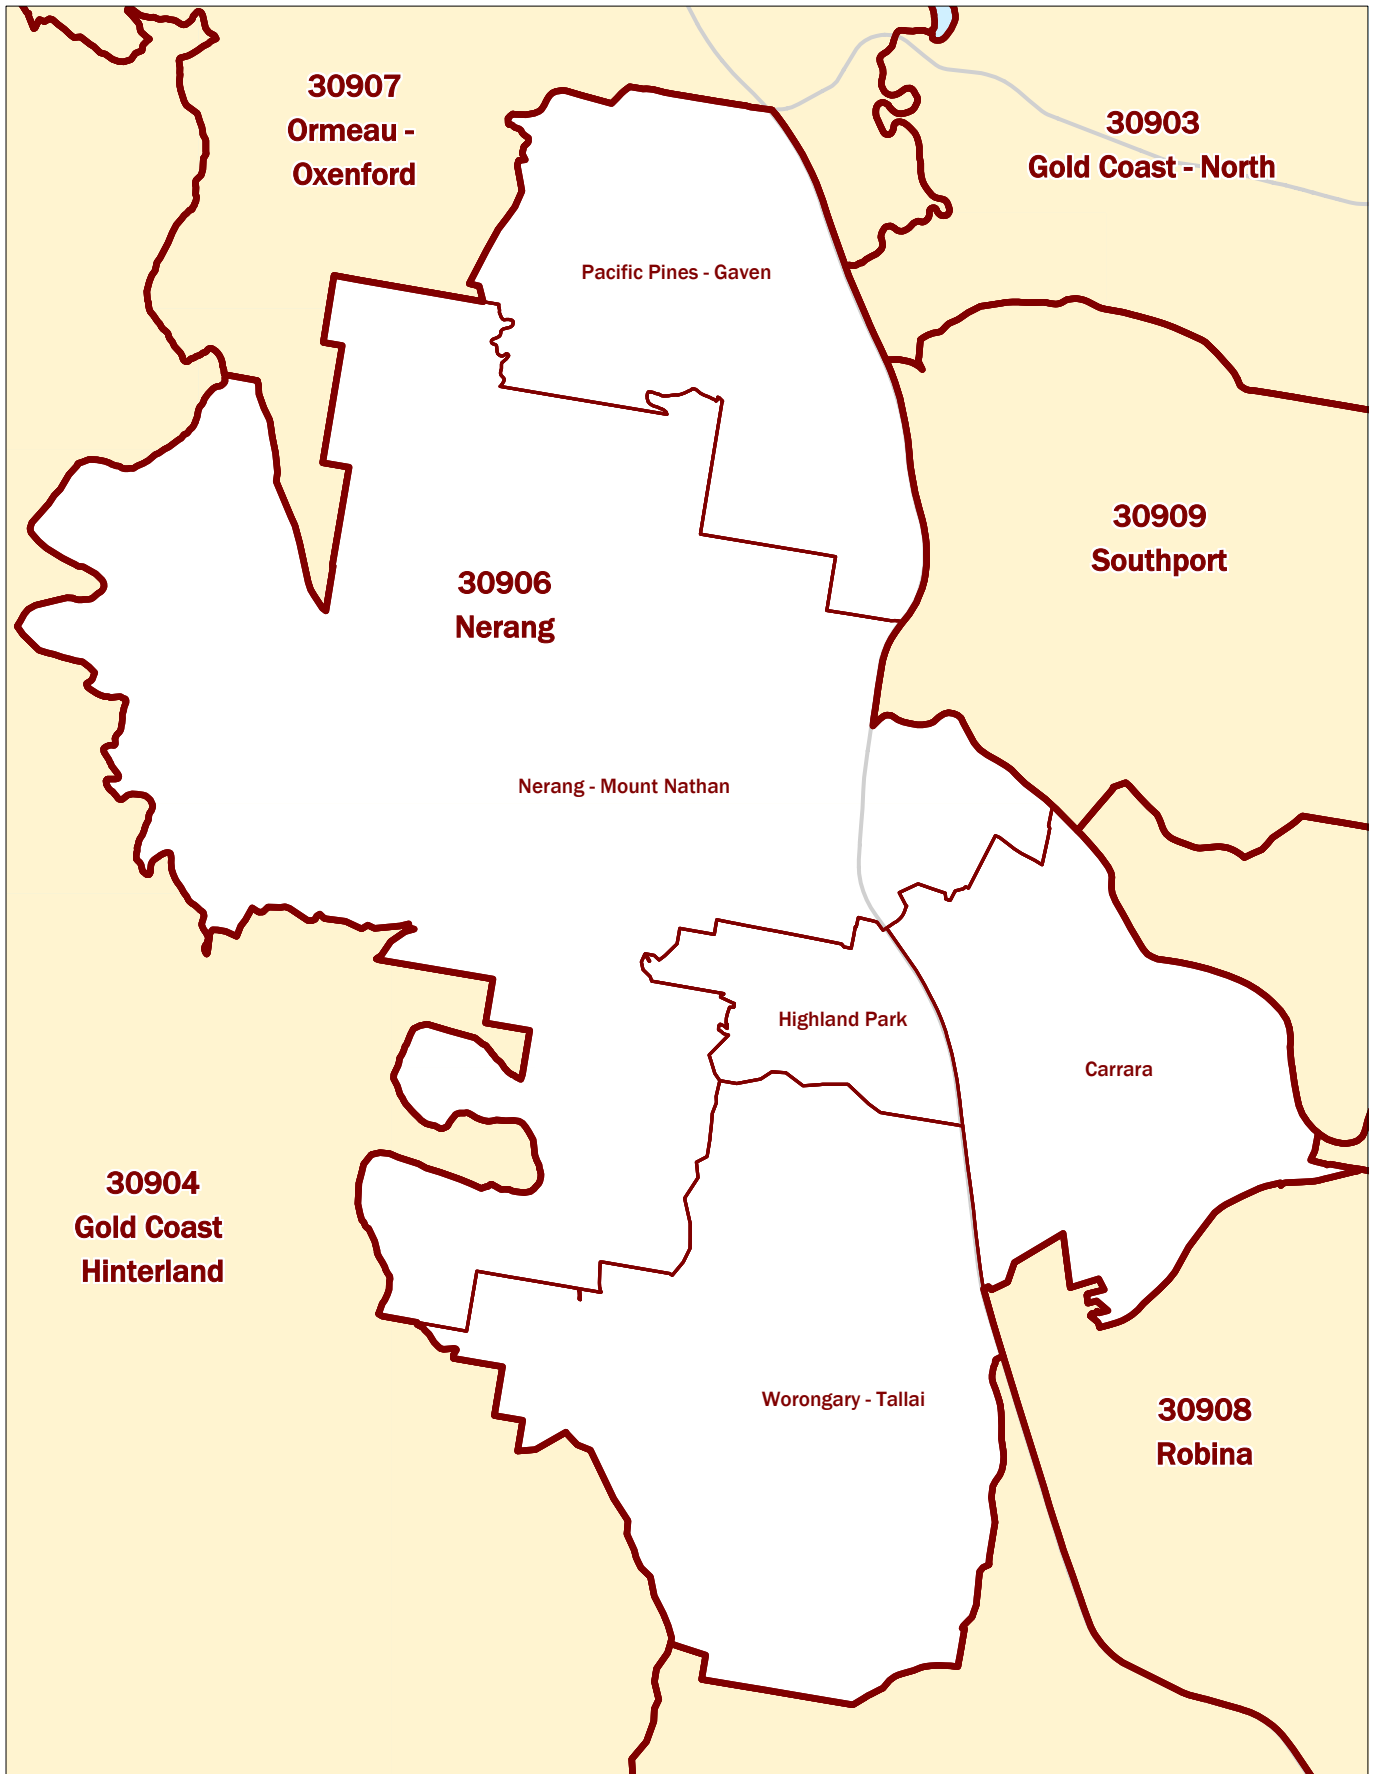 30907
Ormeau -
Oxenford
30903
Gold Coast - North
Pacific Pines - Gaven
30909
Southport
30906
Nerang
Nerang - Mount Nathan
Highland Park
Carrara
30904
Gold Coast
Hinterland
Worongary - Tallai
30908
Robina